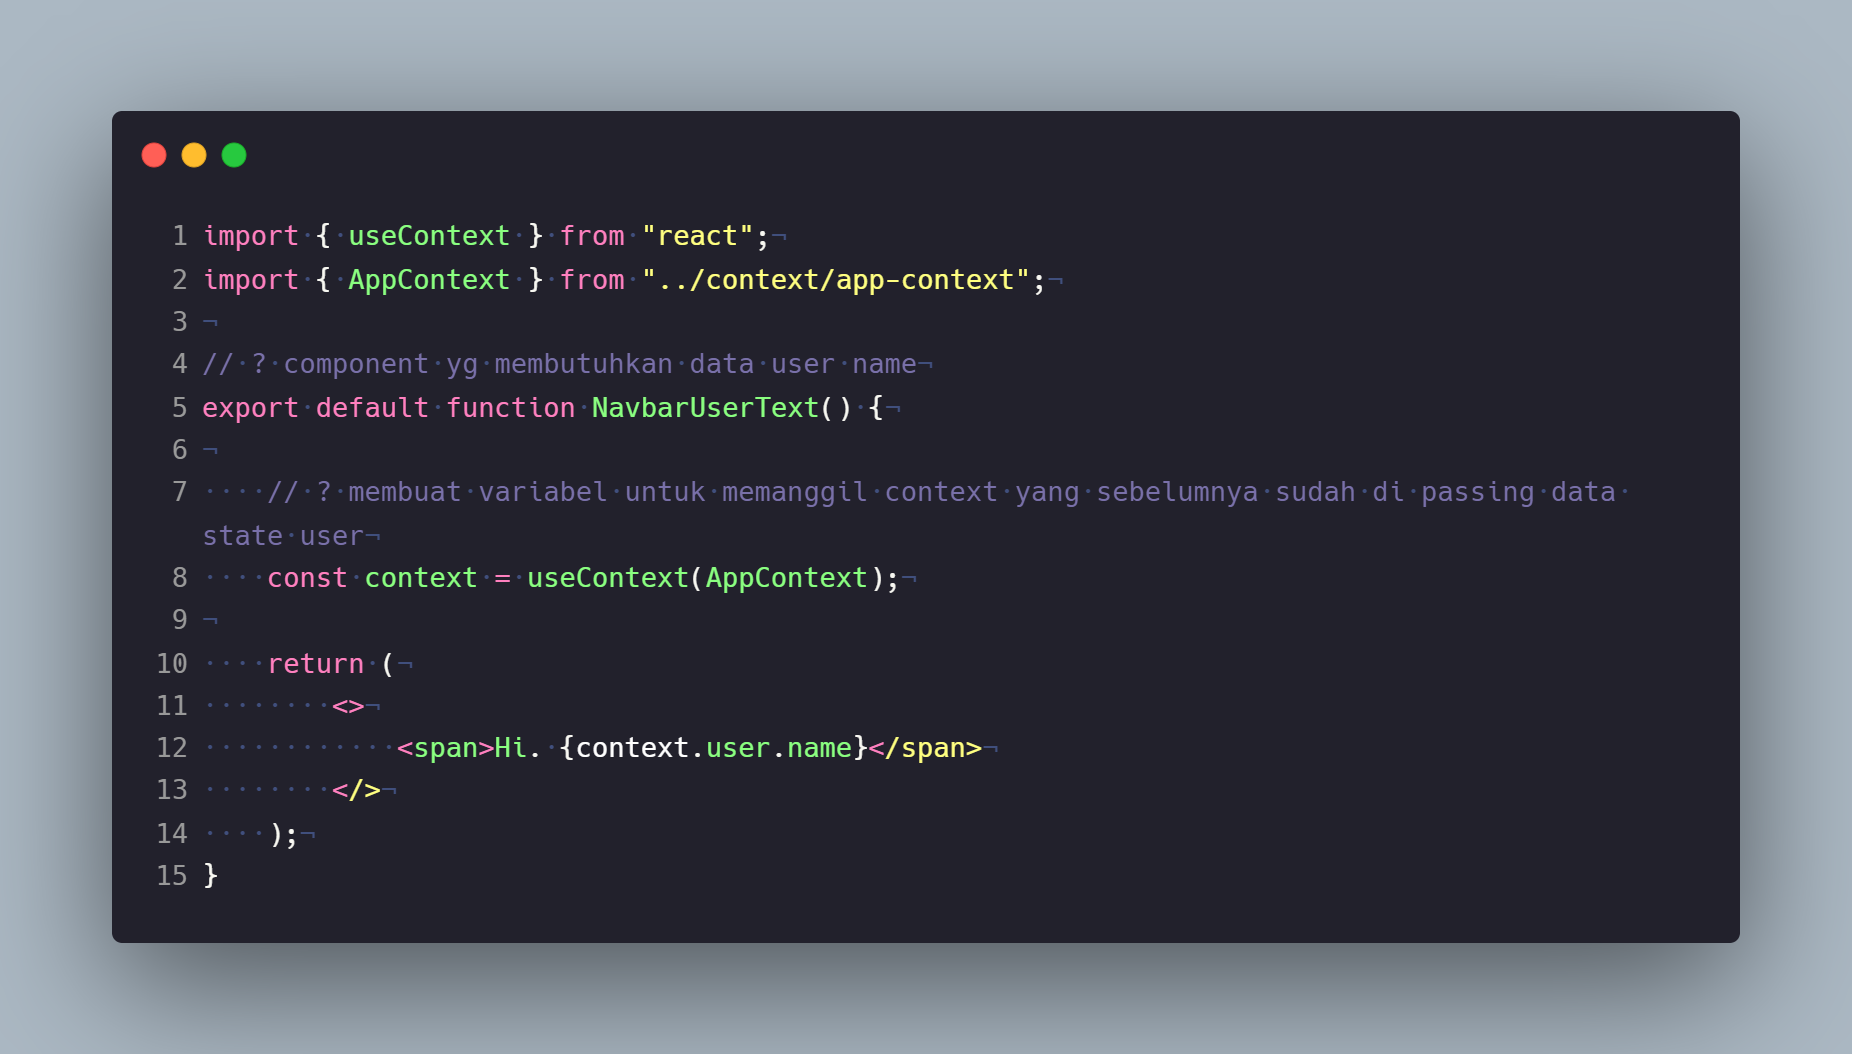 1 import { useContext } from "react";¬
2 import { AppContext } from "../context/app-context";¬
3 ¬
4 // ? component yg membutuhkan data user name¬
5 export default function NavbarUserText() {¬
6 ¬
7     // ? membuat variabel untuk memanggil context yang sebelumnya sudah di passing data
state user¬
8     const context = useContext(AppContext);¬
9 ¬
10     return (¬
11         <>¬
12             <span>Hi. {context.user.name}</span>¬
13         </>¬
14     );¬
15 }